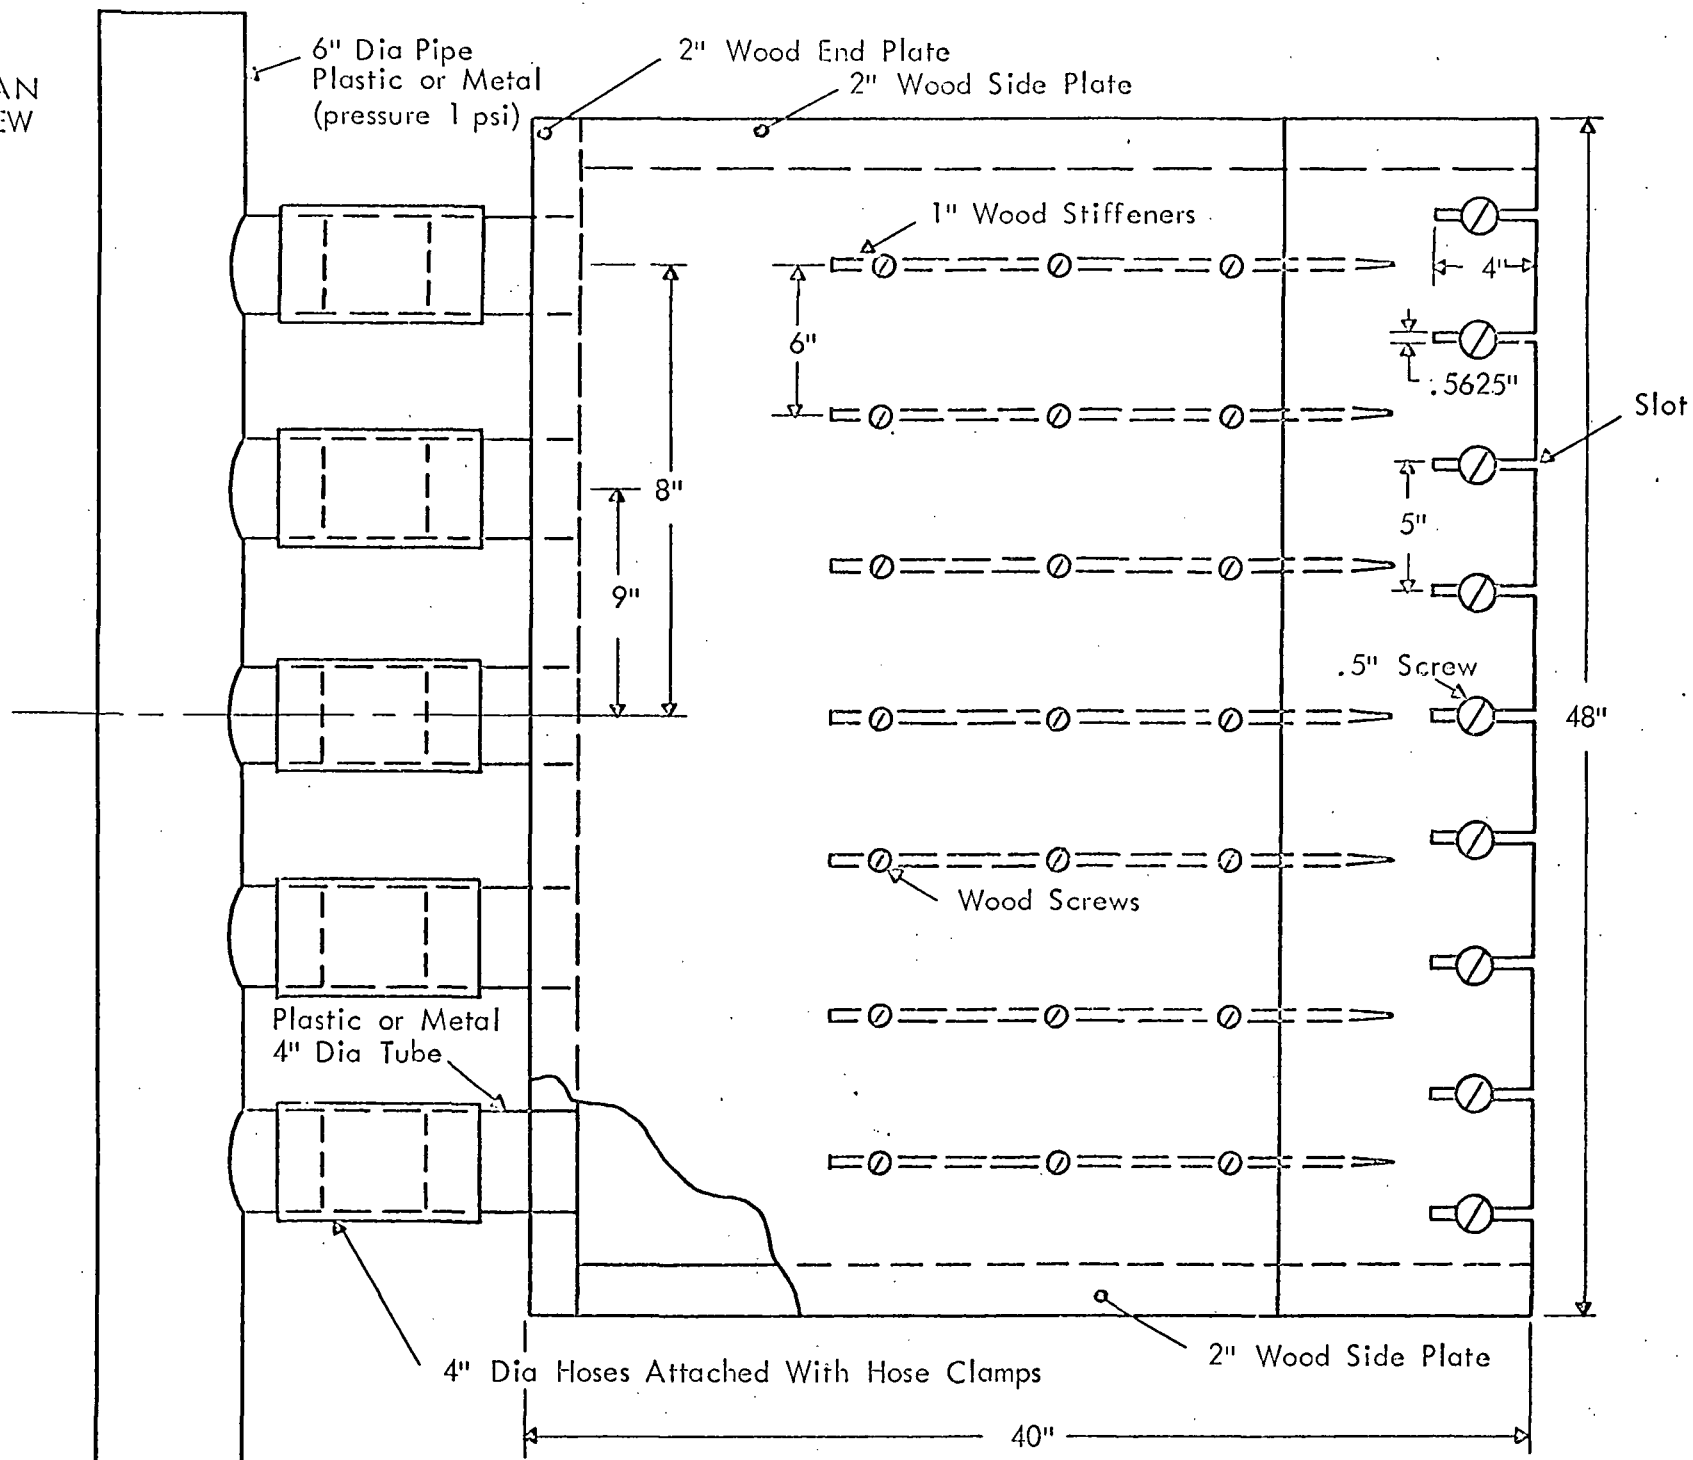 AN
EW
6" Dia Pipe
Plastic or Metal
(pressure 1 psi)
2" Wood End Plate
2" Wood Side Plate
1" Wood Stiffeners
4"
6"
.5625"
Slot
8"
5"
9"
.5" Screw
48"
Wood Screws
Plastic or Metal
4" Dia Tube
2" Wood Side Plate
4" Dia Hoses Attached With Hose Clamps
40"